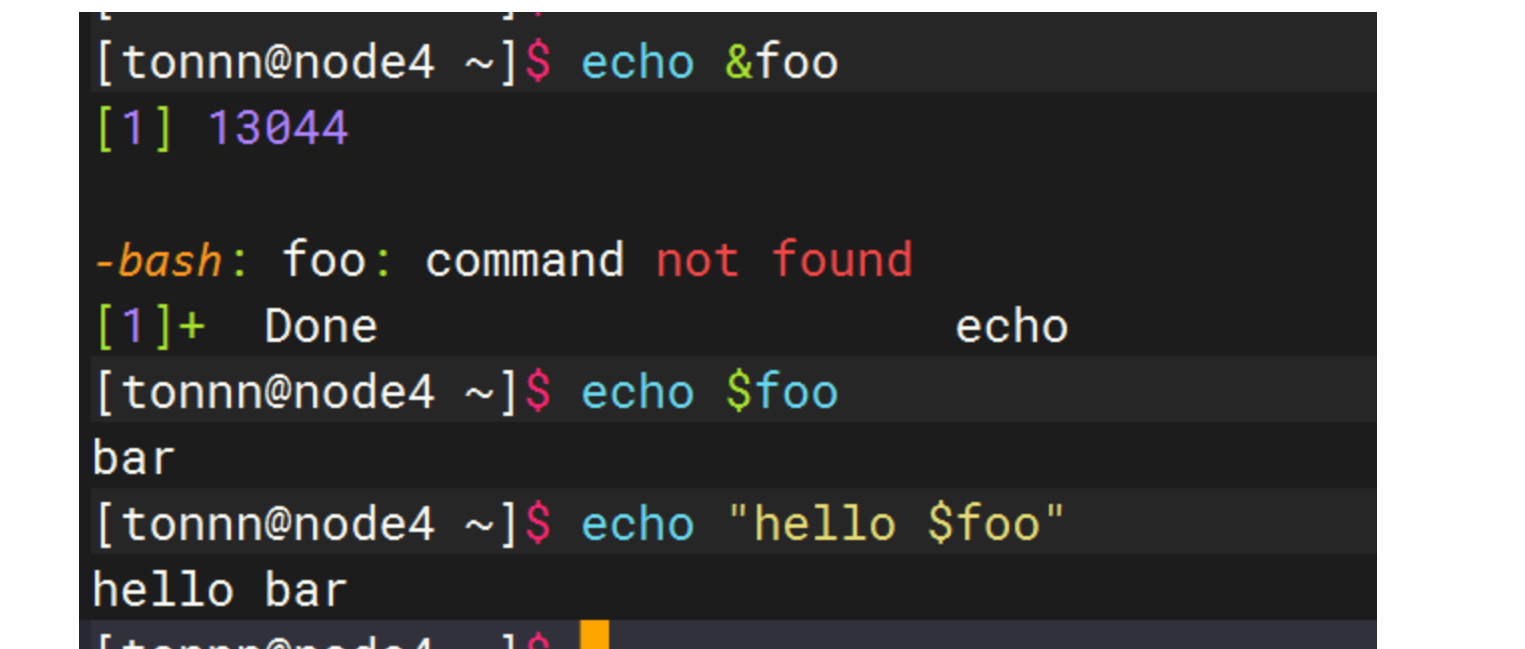 [tonnn@node4 ~]$ echo &foo
[1] 13044
-bash: foo: command not found
[1]+  Done                    echo
[tonnn@node4 ~]$ echo $foo
bar
[tonnn@node4 ~]$ echo "hello $foo"
hello bar
[tonnn@node4 ~]$